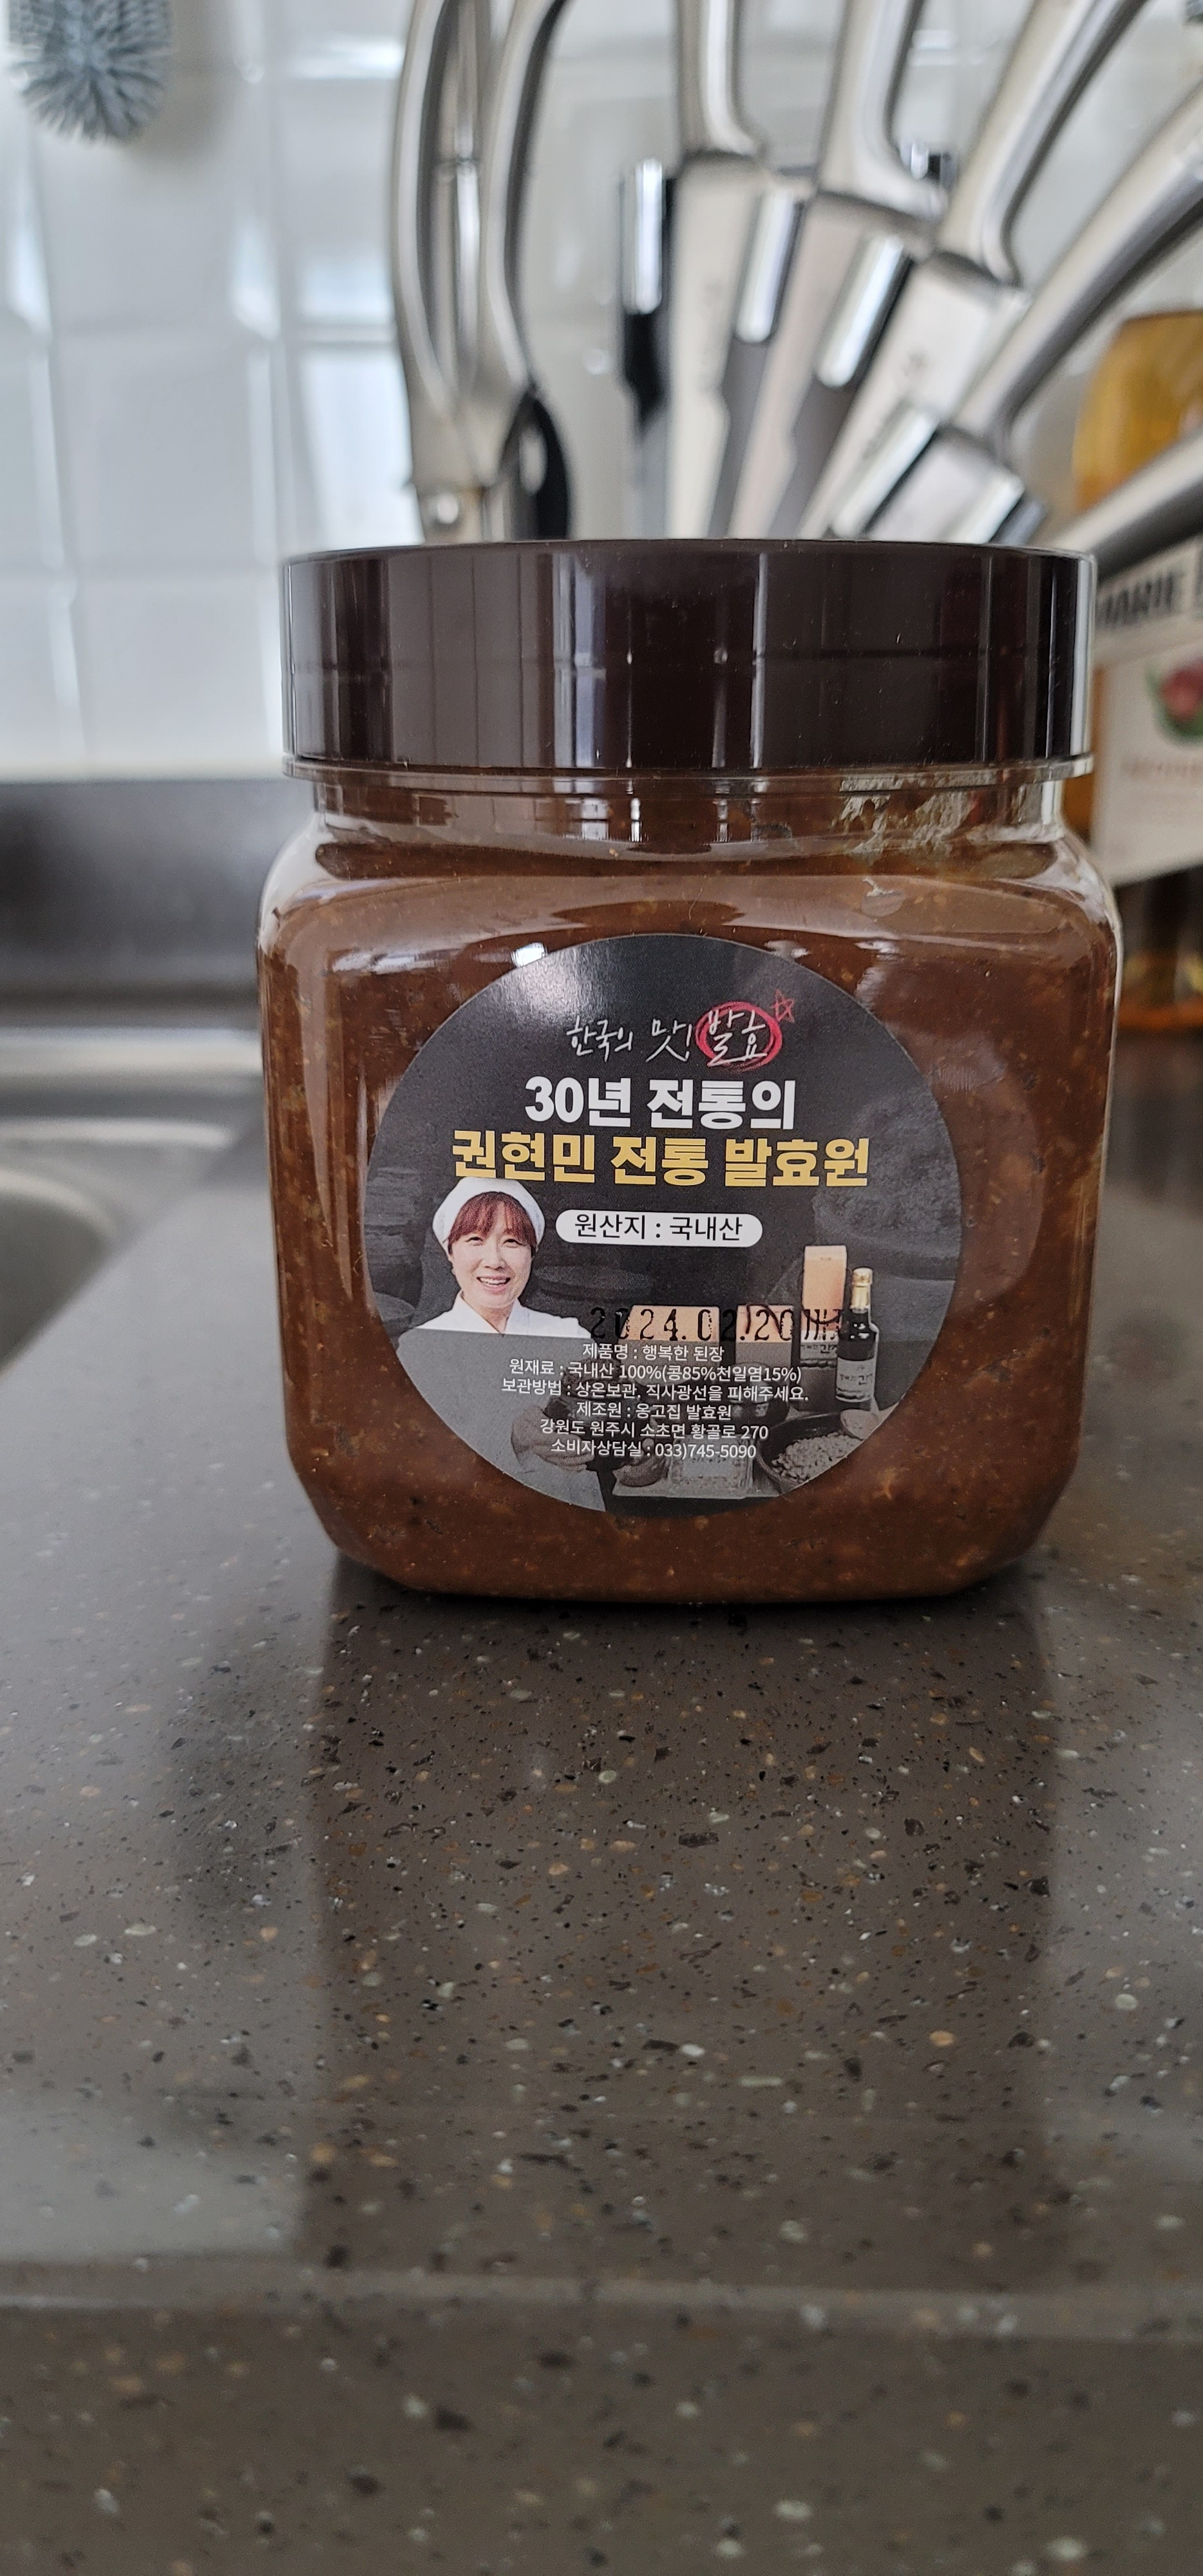 한국의 맛! 발효
30년 전통의
권현민 전통 발효원
원산지 : 국내산
2024.02.20
제품명 : 행복한 된장
원재료 : 국내산 100%(콩85%천일염15%)
보관방법 : 상온보관, 직사광선을 피해주세요.
제조원 : 옹고집 발효원
강원도 원주시 소초면 황골로 270
소비자상담실 : 033)745-5090